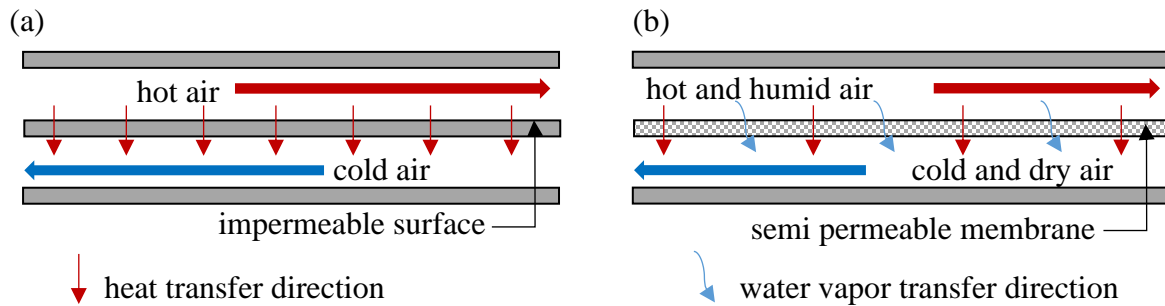 (a)
hot air
cold air
impermeable surface
heat transfer direction
(b)
hot and humid air
cold and dry air
semi permeable membrane
water vapor transfer direction